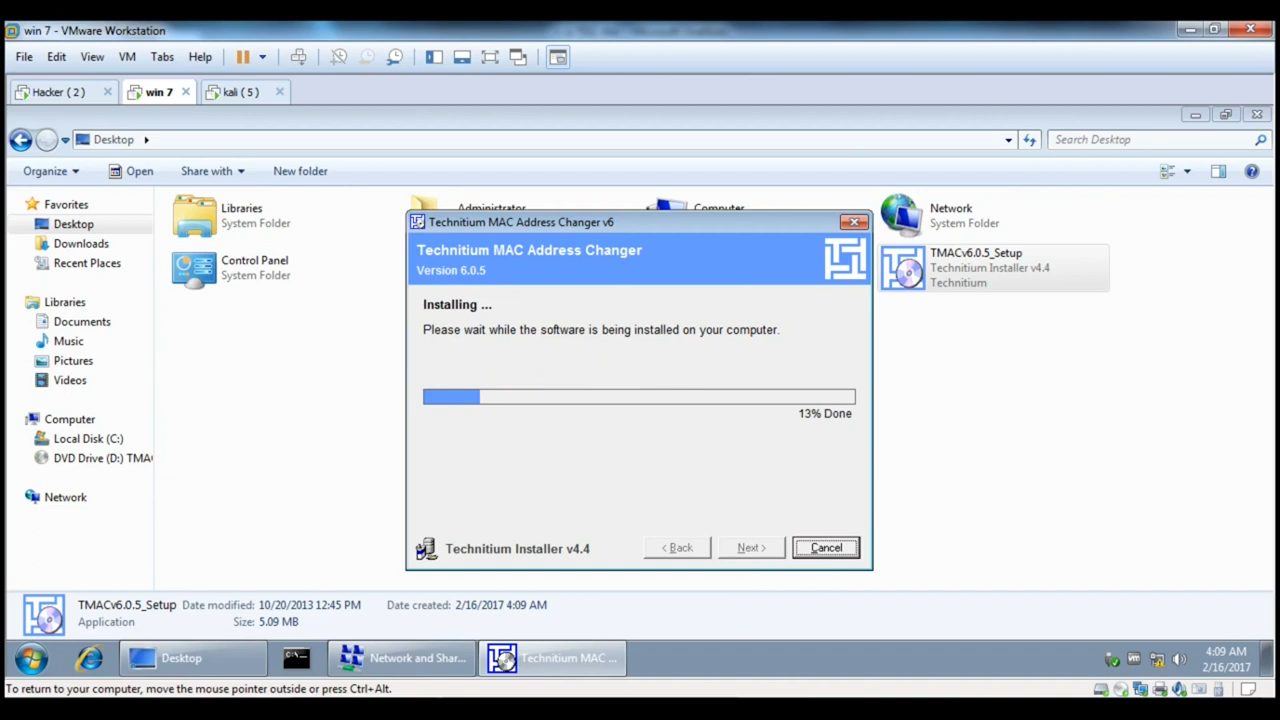 win 7 - VMware Workstation
File Edit View VM Tabs Help
Hacker ( 2 ) win 7 kali ( 5 )
Desktop
Search Desktop
Organize Open Share with New folder
Favorites
Desktop
Downloads
Recent Places
Libraries
Documents
Music
Pictures
Videos
Computer
Local Disk (C:)
DVD Drive (D:) TMA
Network
Libraries
System Folder
Administrator
Computer
Network
System Folder
Control Panel
System Folder
TMACv6.0.5_Setup
Technitium Installer v4.4
Technitium
Technitium MAC Address Changer v6
Technitium MAC Address Changer
Version 6.0.5
Installing ...
Please wait while the software is being installed on your computer.
13% Done
Technitium Installer v4.4
< Back Next > Cancel
TMACv6.0.5_Setup Date modified: 10/20/2013 12:45 PM Date created: 2/16/2017 4:09 AM
Application Size: 5.09 MB
Desktop
Network and Shar...
Technitium MAC ...
4:09 AM
2/16/2017
To return to your computer, move the mouse pointer outside or press Ctrl+Alt.